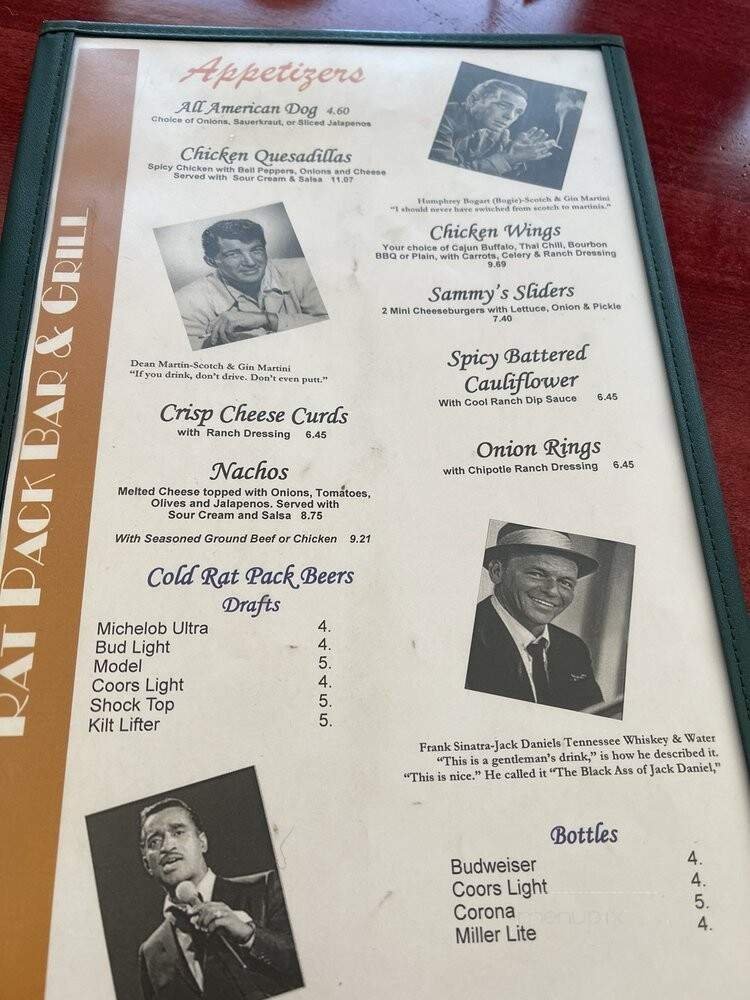 RAT PACK BAR & GRILL
Appetizers
All American Dog 4.60
Choice of Onions, Sauerkraut, or Sliced Jalapenos
Chicken Quesadillas
Spicy Chicken with Bell Peppers, Onions and Cheese
Served with Sour Cream & Salsa 11.07
Dean Martin-Scotch & Gin Martini
"If you drink, don't drive. Don't even putt."
Crisp Cheese Curds
with Ranch Dressing 6.45
Nachos
Melted Cheese topped with Onions, Tomatoes,
Olives and Jalapenos. Served with
Sour Cream and Salsa 8.75
With Seasoned Ground Beef or Chicken 9.21
Cold Rat Pack Beers
Drafts
Michelob Ultra 4.
Bud Light 4.
Model 5.
Coors Light 4.
Shock Top 5.
Kilt Lifter 5.
Humphrey Bogart (Bogie)-Scotch & Gin Martini
"I should never have switched from scotch to martinis."
Chicken Wings
Your choice of Cajun Buffalo, Thai Chili, Bourbon
BBQ or Plain, with Carrots, Celery & Ranch Dressing
9.69
Sammy's Sliders
2 Mini Cheeseburgers with Lettuce, Onion & Pickle
7.40
Spicy Battered
Cauliflower
With Cool Ranch Dip Sauce 6.45
Onion Rings
with Chipotle Ranch Dressing 6.45
Frank Sinatra-Jack Daniels Tennessee Whiskey & Water
"This is a gentleman's drink," is how he described it.
"This is nice." He called it "The Black Ass of Jack Daniel,"
Bottles
Budweiser 4.
Coors Light 4.
Corona 5.
Miller Lite 4.